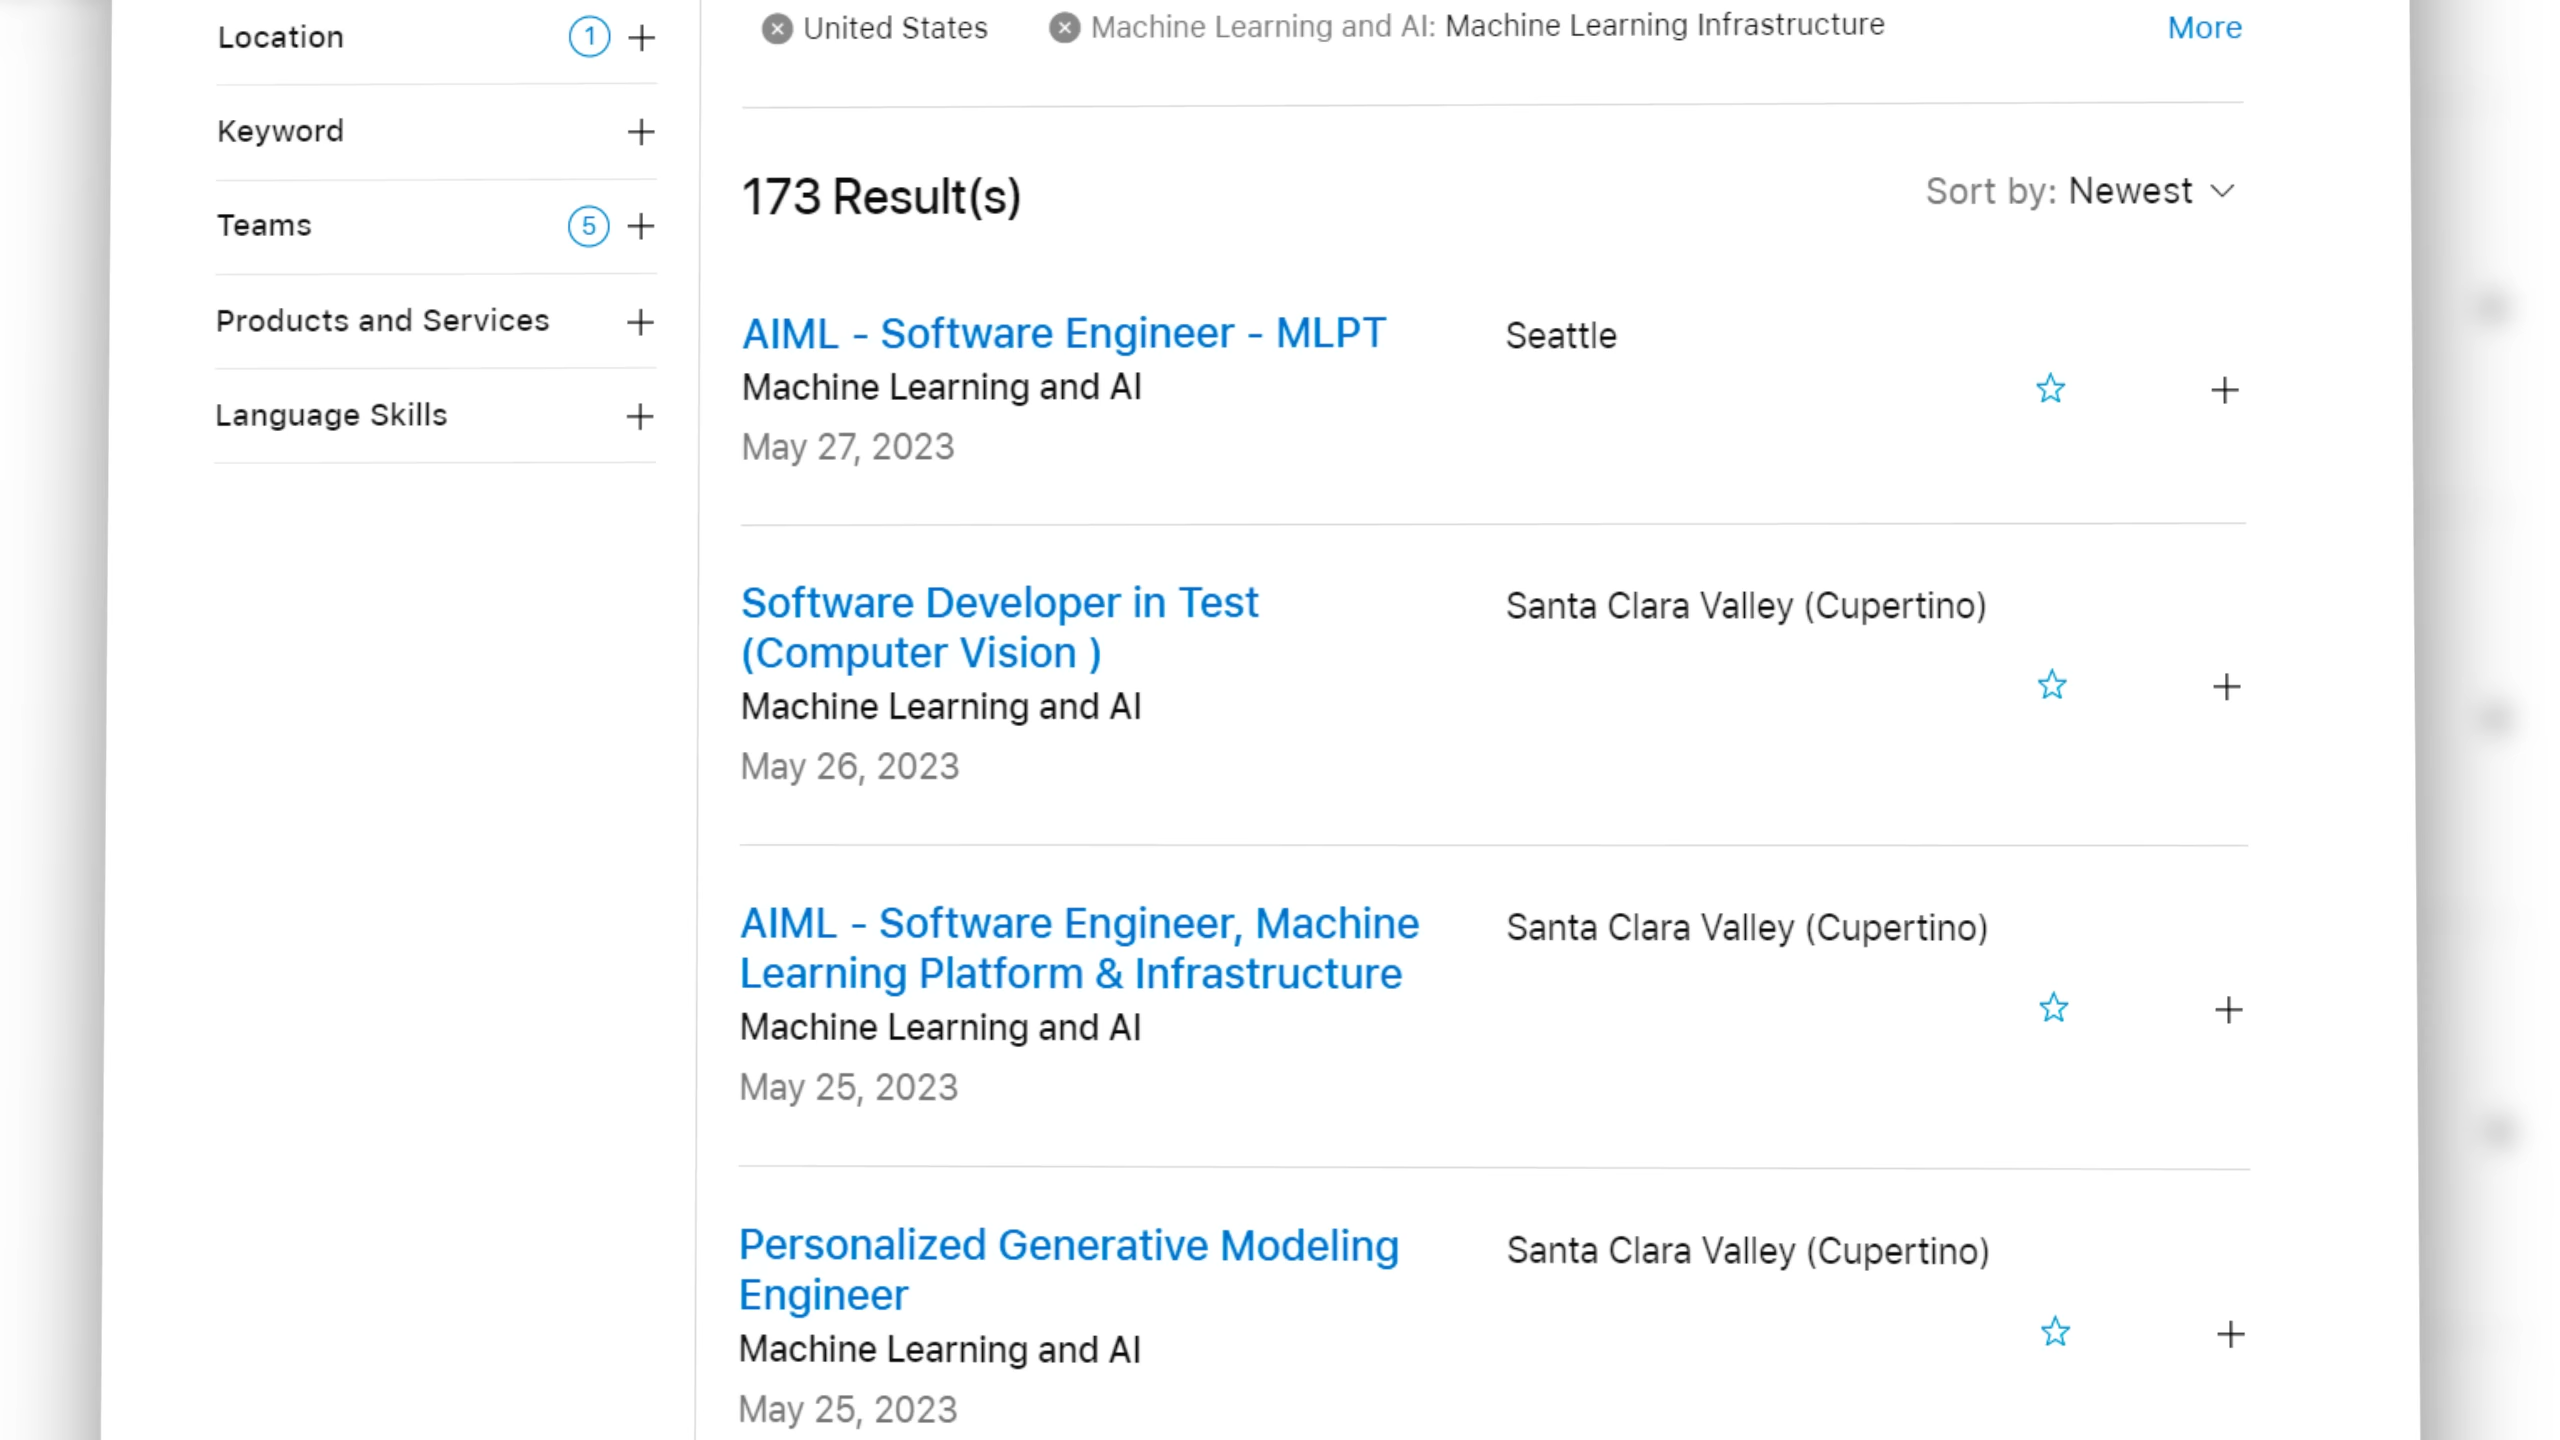 Location 1
Keyword
Teams 5
Products and Services
Language Skills
United States Machine Learning and AI: Machine Learning Infrastructure More
173 Result(s) Sort by: Newest
AIML - Software Engineer - MLPT Seattle
Machine Learning and AI
May 27, 2023
Software Developer in Test Santa Clara Valley (Cupertino)
(Computer Vision )
Machine Learning and AI
May 26, 2023
AIML - Software Engineer, Machine Santa Clara Valley (Cupertino)
Learning Platform & Infrastructure
Machine Learning and AI
May 25, 2023
Personalized Generative Modeling Santa Clara Valley (Cupertino)
Engineer
Machine Learning and AI
May 25, 2023